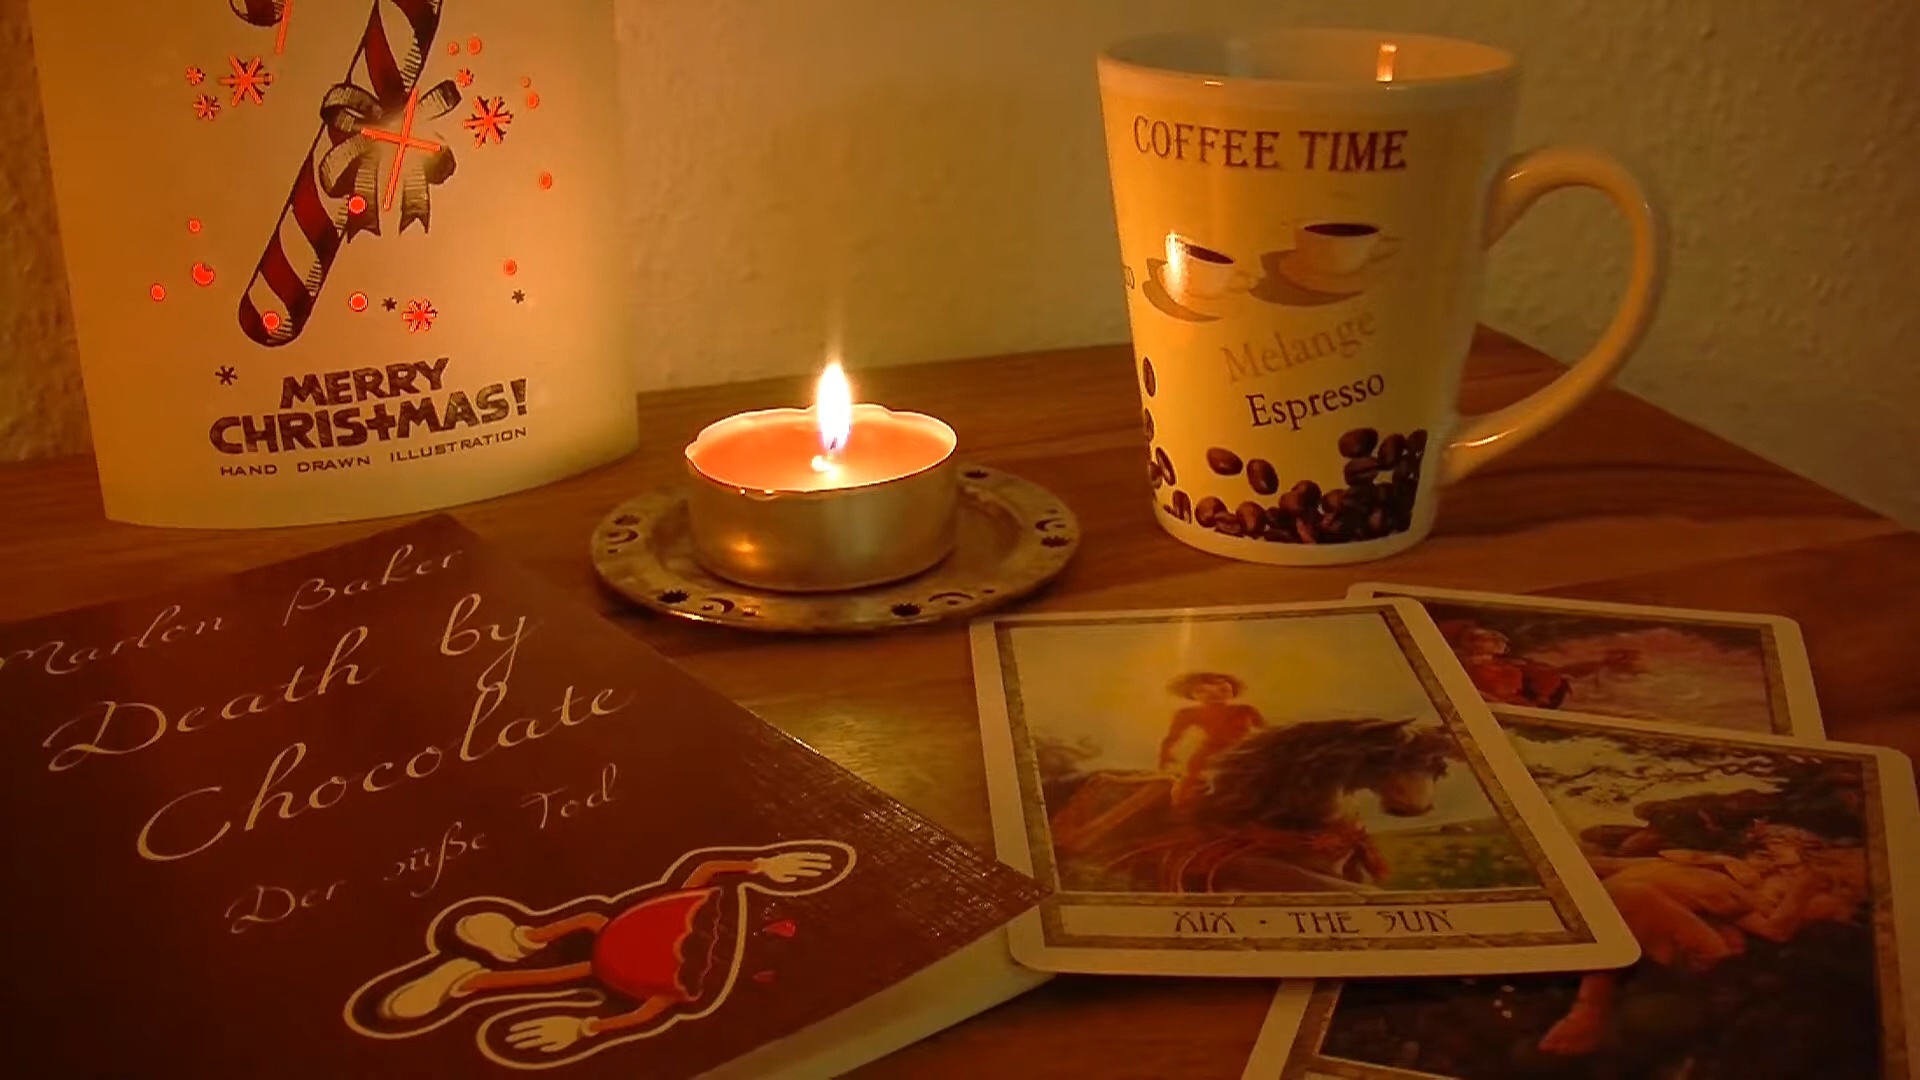 MERRY
CHRISTMAS!
HAND DRAWN ILLUSTRATION
COFFEE TIME
Melange
Espresso
Marlon Baker
Death by
Chocolate
Der süße Tod
XIX · THE SUN